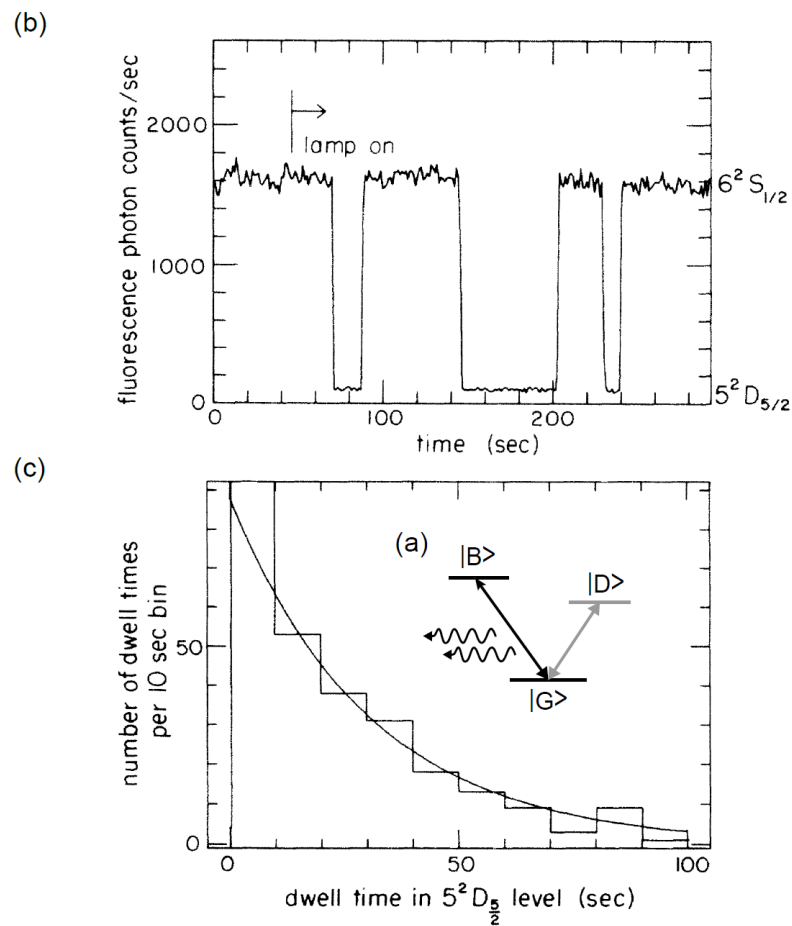 (b)
fluorescence photon counts/sec
2000
1000
0
lamp on
6²S₁/₂
5²D₅/₂
0
100
200
time (sec)
(c)
number of dwell times
per 10 sec bin
50
0
(a)
|B>
|D>
|G>
0
50
100
dwell time in 5²D₅/₂ level (sec)